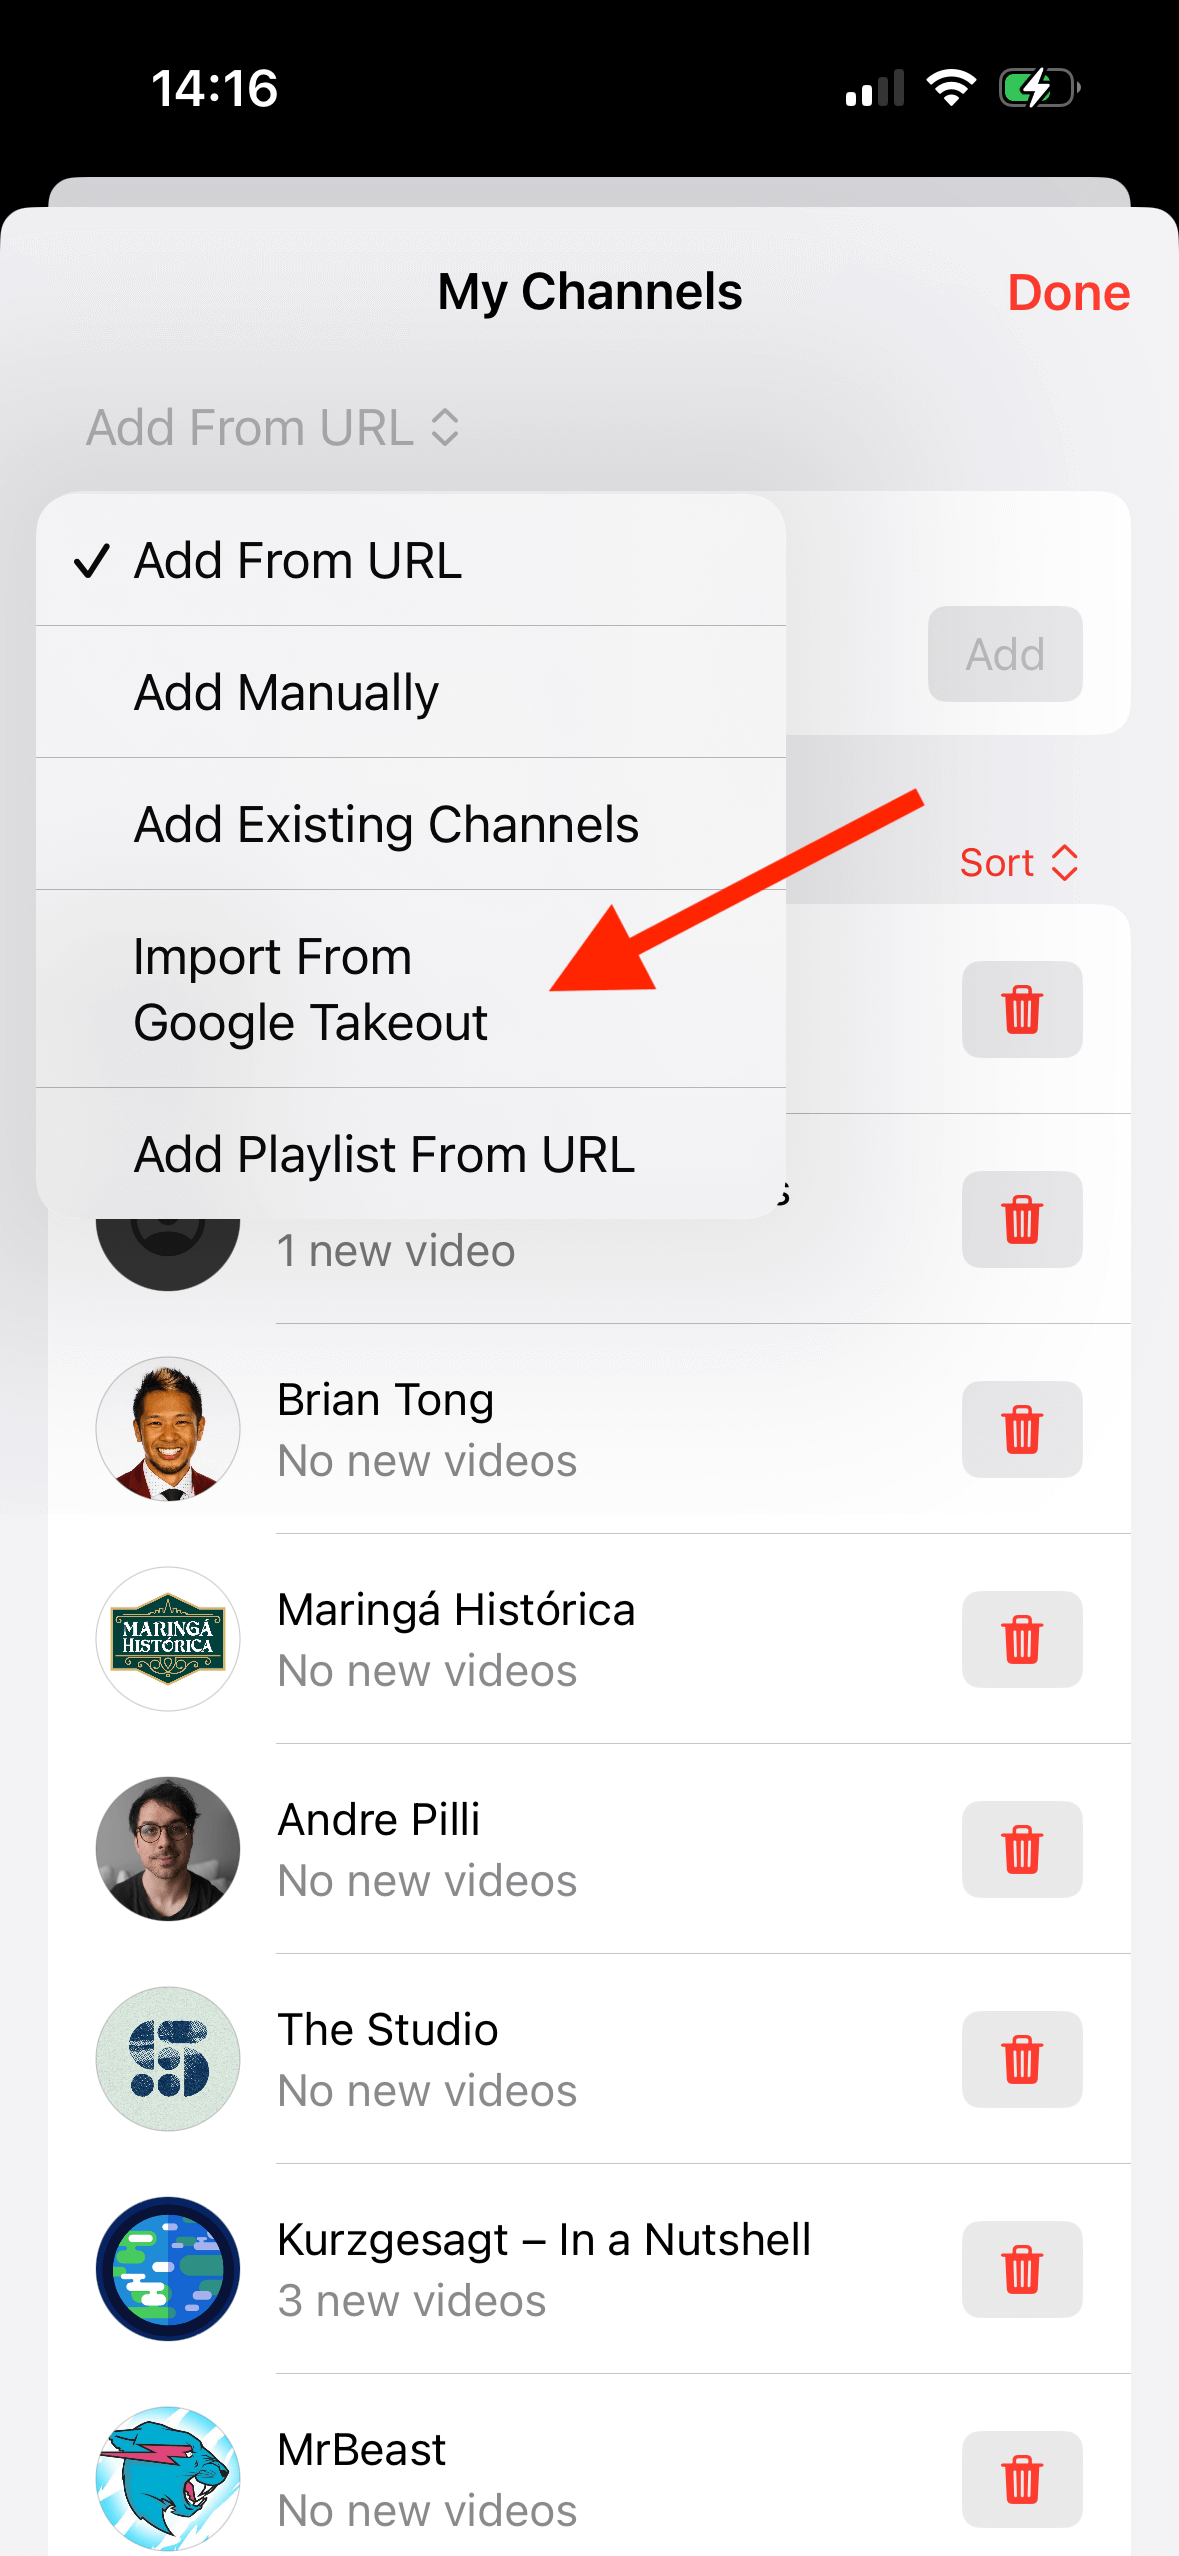 14:16
My Channels
Done
Add From URL
Add From URL
Add Manually
Add Existing Channels
Import From
Google Takeout
Add Playlist From URL
Add
Sort
1 new video
Brian Tong
No new videos
MARINGÁ
HISTÓRICA
Maringá Histórica
No new videos
Andre Pilli
No new videos
The Studio
No new videos
Kurzgesagt – In a Nutshell
3 new videos
MrBeast
No new videos